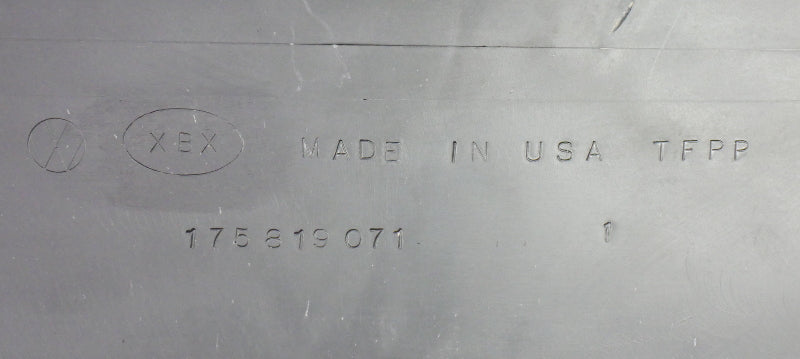 XEX MADE IN USA TFPP
175 819 071 1